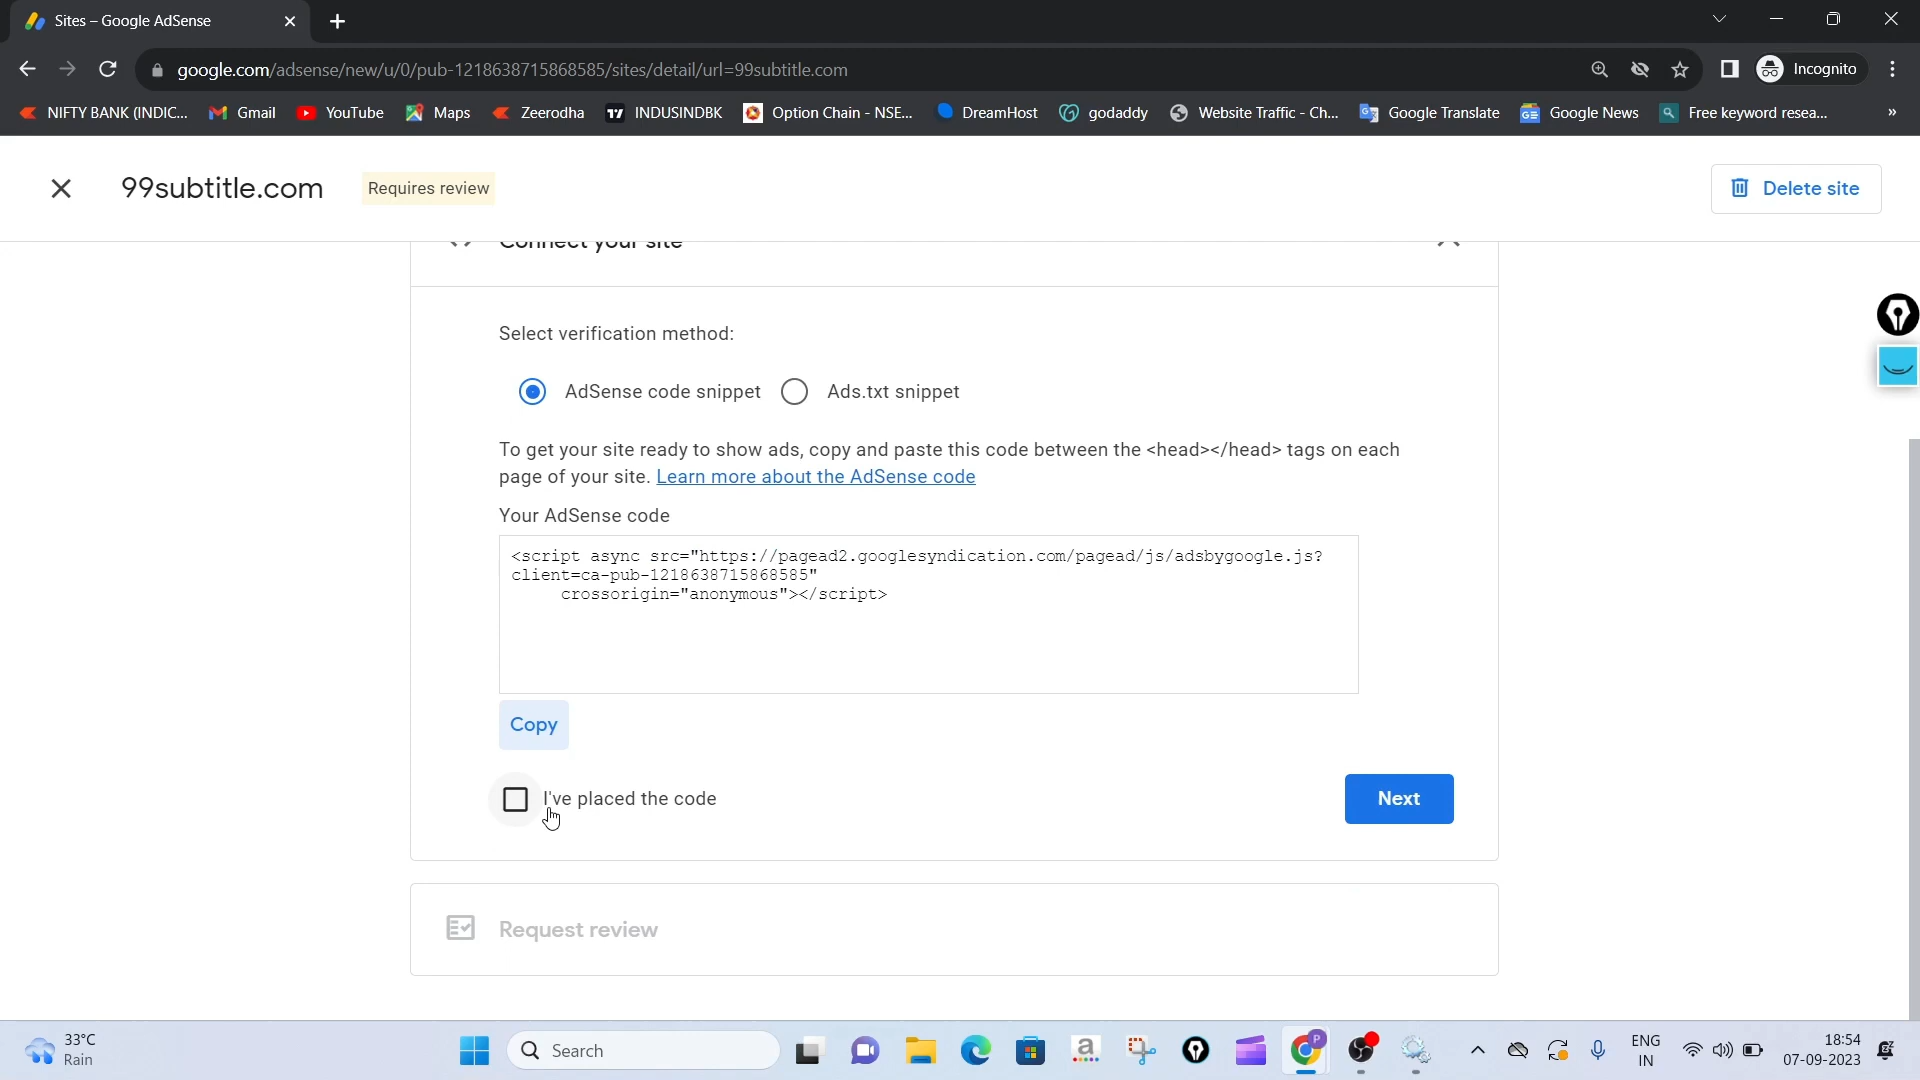 Sites – Google AdSense
google.com/adsense/new/u/0/pub-1218638715868585/sites/detail/url=99subtitle.com
Incognito
NIFTY BANK (INDIC...
Gmail
YouTube
Maps
Zeerodha
INDUSINDBK
Option Chain - NSE...
DreamHost
godaddy
Website Traffic - Ch...
Google Translate
Google News
Free keyword resea...
»
99subtitle.com
Requires review
Delete site
Connect your site
Select verification method:
AdSense code snippet
Ads.txt snippet
To get your site ready to show ads, copy and paste this code between the <head></head> tags on each
page of your site. Learn more about the AdSense code
Your AdSense code
<script async src="https://pagead2.googlesyndication.com/pagead/js/adsbygoogle.js?
client=ca-pub-1218638715868585"
crossorigin="anonymous"></script>
Copy
I've placed the code
Next
Request review
33°C
Rain
Search
ENG
IN
18:54
07-09-2023